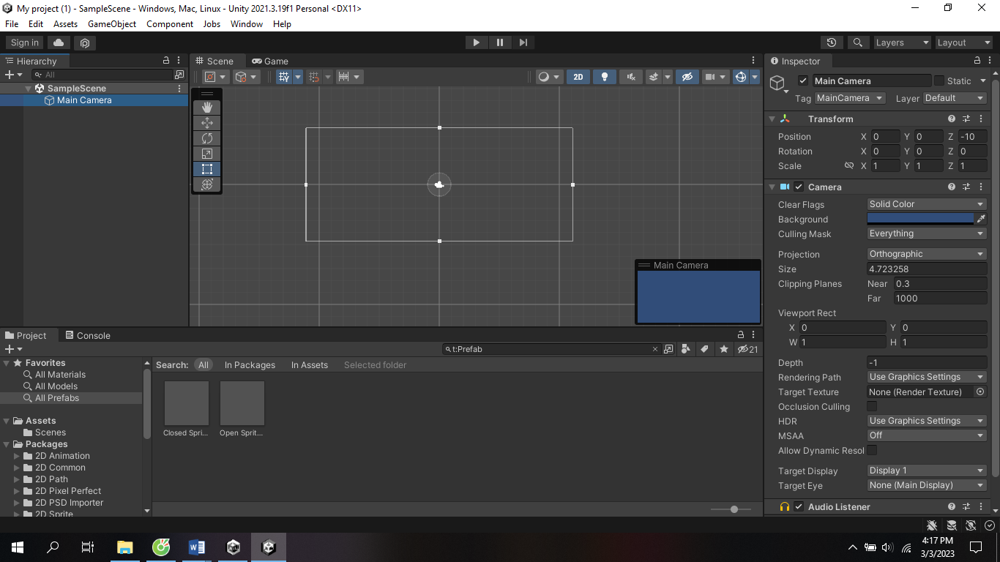 My project (1) - SampleScene - Windows, Mac, Linux - Unity 2021.3.19f1 Personal <DX11>
File Edit Assets GameObject Component Jobs Window Help
Sign in Layers Layout
Hierarchy
All
SampleScene
Main Camera
Scene Game
2D
Main Camera
Inspector
Main Camera Static
Tag MainCamera Layer Default
Transform
Position X 0 Y 0 Z -10
Rotation X 0 Y 0 Z 0
Scale X 1 Y 1 Z 1
Camera
Clear Flags Solid Color
Background
Culling Mask Everything
Projection Orthographic
Size 4.723258
Clipping Planes Near 0.3
Far 1000
Viewport Rect
X 0 Y 0
W 1 H 1
Depth -1
Rendering Path Use Graphics Settings
Target Texture None (Render Texture)
Occlusion Culling
HDR Use Graphics Settings
MSAA Off
Allow Dynamic Resol
Target Display Display 1
Target Eye None (Main Display)
Audio Listener
Project Console
t:Prefab 21
Favorites
All Materials
All Models
All Prefabs
Assets
Scenes
Packages
2D Animation
2D Common
2D Path
2D Pixel Perfect
2D PSD Importer
2D Sprite
Search: All In Packages In Assets Selected folder
Closed Spri... Open Sprit...
4:17 PM
3/3/2023